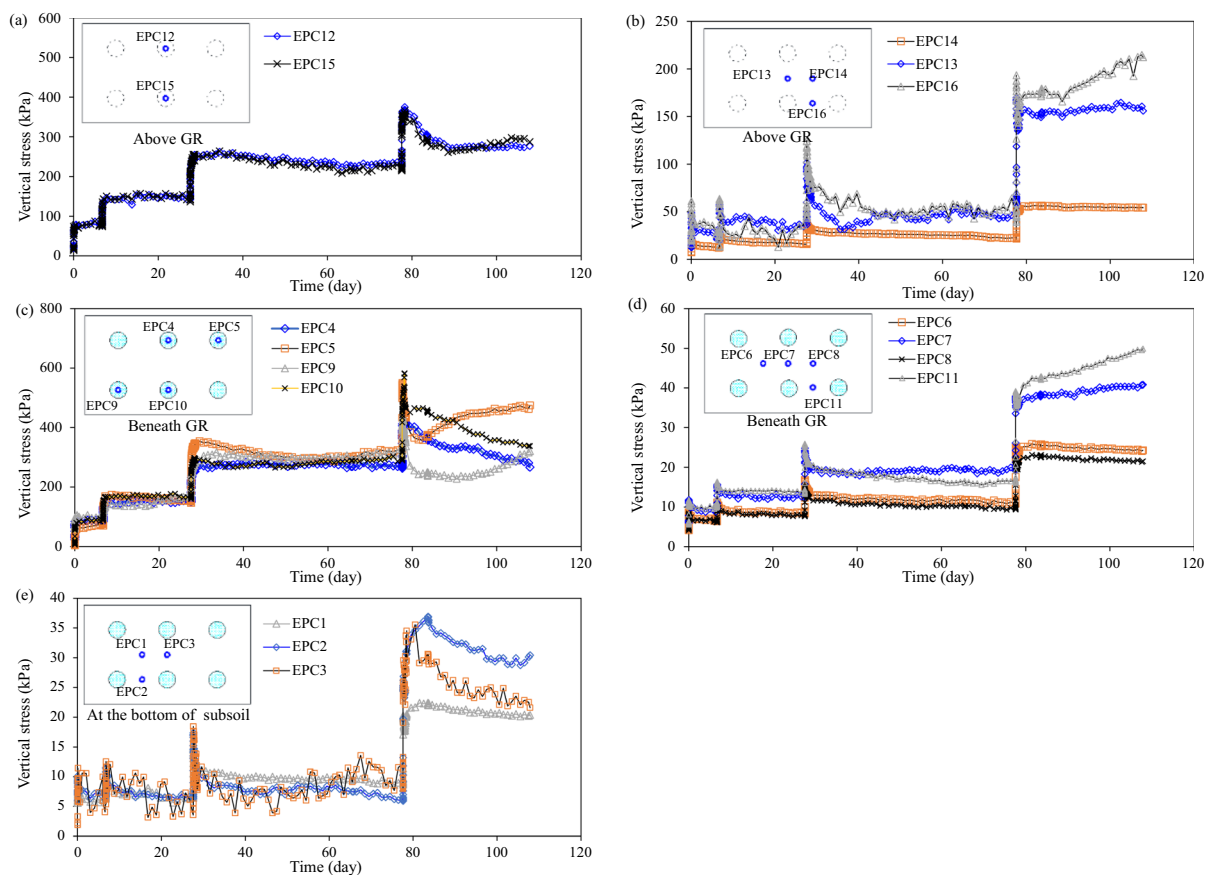 (a)
600
500
400
300
200
100
0
Vertical stress (kPa)
0 20 40 60 80 100 120
Time (day)
EPC12
EPC15
Above GR
EPC12
EPC15
(b)
250
200
150
100
50
0
Vertical stress (kPa)
0 20 40 60 80 100 120
Time (day)
EPC13 EPC14
EPC16
Above GR
EPC14
EPC13
EPC16
(c)
800
600
400
200
0
Vertical stress (kPa)
0 20 40 60 80 100 120
Time (day)
EPC4 EPC5
EPC9 EPC10
Beneath GR
EPC4
EPC5
EPC9
EPC10
(d)
60
50
40
30
20
10
0
Vertical stress (kPa)
0 20 40 60 80 100 120
Time (day)
EPC6 EPC7 EPC8
EPC11
Beneath GR
EPC6
EPC7
EPC8
EPC11
(e)
40
35
30
25
20
15
10
5
0
Vertical stress (kPa)
0 20 40 60 80 100 120
Time (day)
EPC1 EPC3
EPC2
At the bottom of subsoil
EPC1
EPC2
EPC3